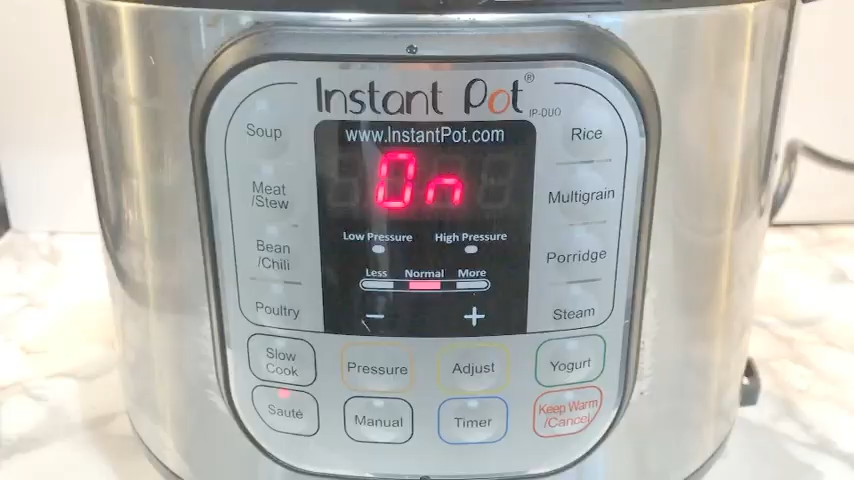 Instant Pot®
IP-DUO
www.InstantPot.com
On
Low Pressure High Pressure
Less Normal More
− +
Soup
Meat
/Stew
Bean
/Chili
Poultry
Rice
Multigrain
Porridge
Steam
Slow
Cook
Pressure
Adjust
Yogurt
Sauté
Manual
Timer
Keep Warm
/Cancel